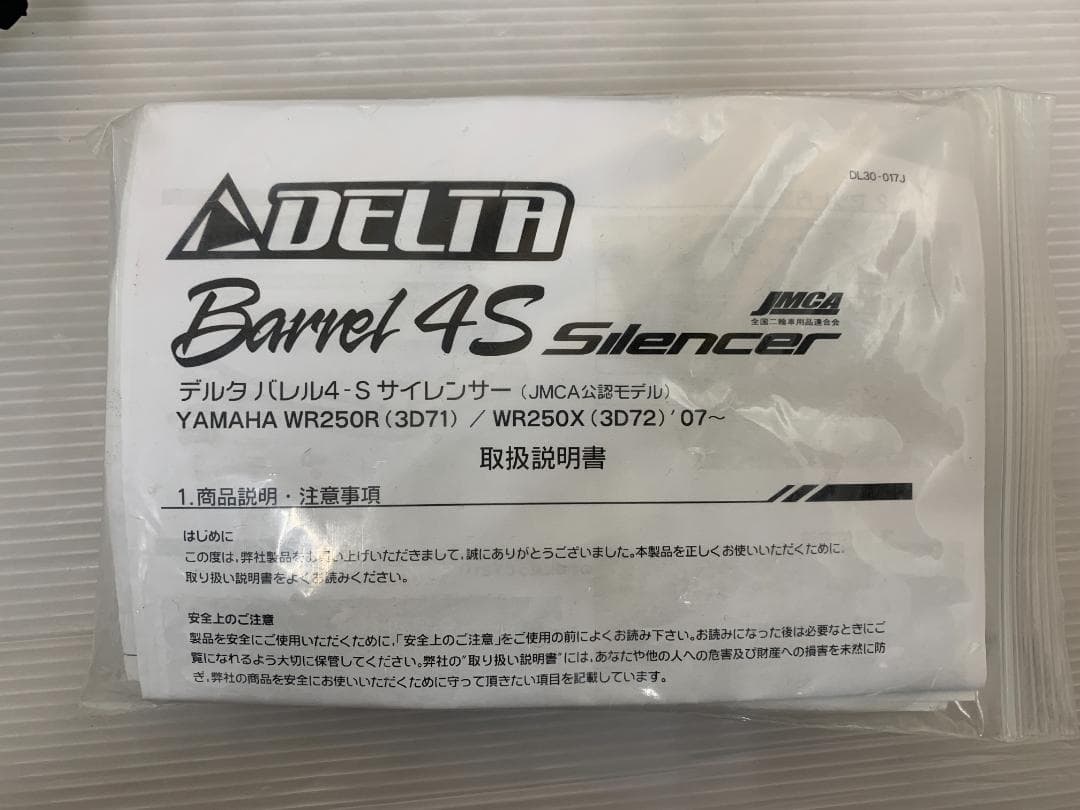 DL30-017J
DELTA
Barrel 4S Silencer
JMCA
全国二輪車用品連合会
デルタ バレル4-S サイレンサー（JMCA公認モデル）
YAMAHA WR250R（3D71）／ WR250X（3D72）'07～
取扱説明書
1.商品説明・注意事項
はじめに
この度は、弊社製品をお買い上げいただきまして、誠にありがとうございました。本製品を正しくお使いいただくために、
取り扱い説明書をよくお読みください。
安全上のご注意
製品を安全にご使用いただくために、「安全上のご注意」をご使用の前によくお読み下さい。お読みになった後は必要なときにご
覧になれるよう大切に保管してください。弊社の"取り扱い説明書"には、あなたや他の人への危害及び財産への損害を未然に防
ぎ、弊社の商品を安全にお使いいただくために守って頂きたい項目を記載しています。